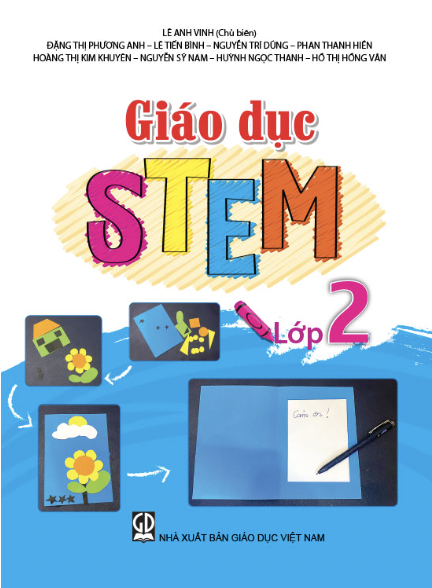 LÊ ANH VINH (Chủ biên)
ĐẶNG THỊ PHƯƠNG ANH – LÊ TIẾN BÌNH – NGUYỄN TRÍ DŨNG – PHAN THANH HIỀN
HOÀNG THỊ KIM KHUYÊN – NGUYỄN SỸ NAM – HUỲNH NGỌC THANH – HỒ THỊ HỒNG VÂN
Giáo dục
STEM
Lớp 2
Cảm ơn!
GD
NHÀ XUẤT BẢN GIÁO DỤC VIỆT NAM